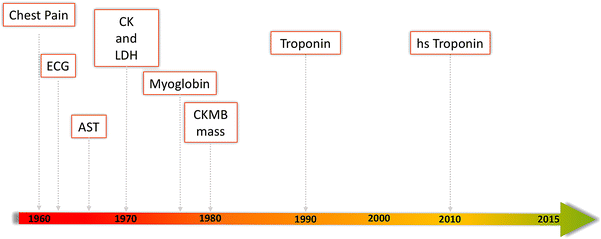 Chest Pain
ECG
AST
CK
and
LDH
Myoglobin
CKMB
mass
Troponin
hs Troponin
1960 1970 1980 1990 2000 2010 2015